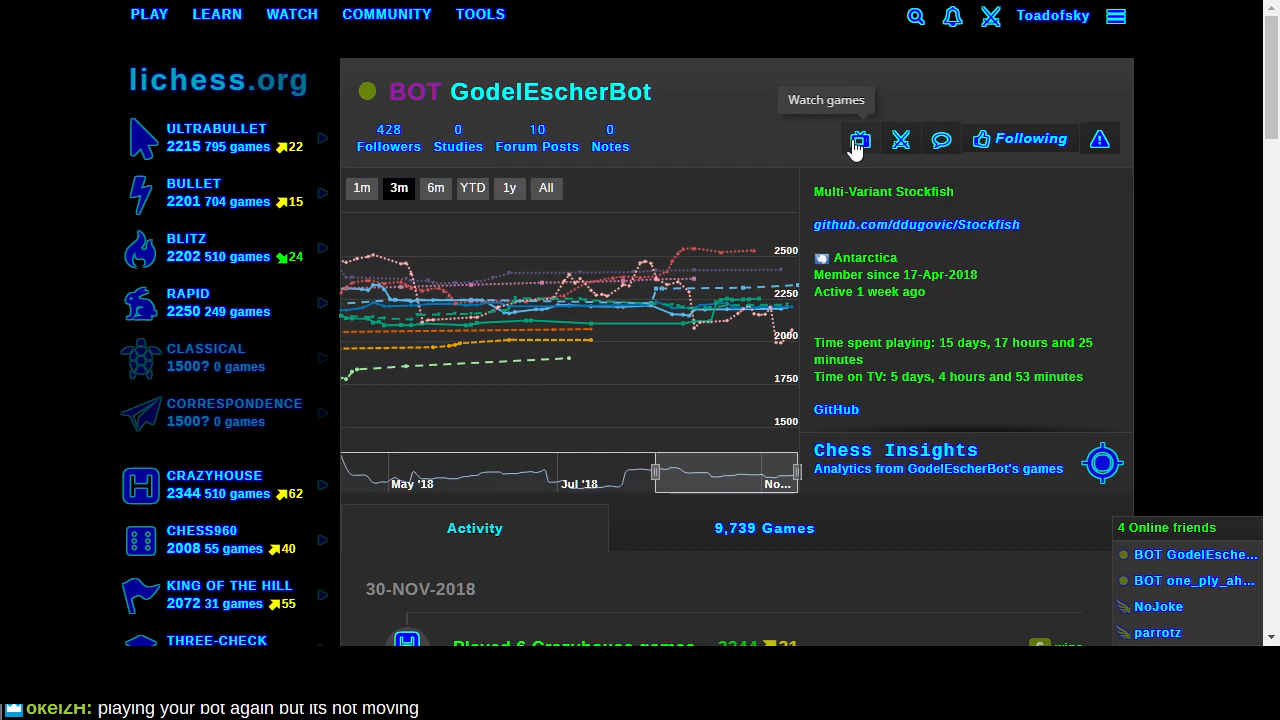 PLAY LEARN WATCH COMMUNITY TOOLS Toadofsky
lichess.org
ULTRABULLET
2215 795 games 22
BULLET
2201 704 games 15
BLITZ
2202 510 games 24
RAPID
2250 249 games
CLASSICAL
1500? 0 games
CORRESPONDENCE
1500? 0 games
CRAZYHOUSE
2344 510 games 62
CHESS960
2008 55 games 40
KING OF THE HILL
2072 31 games 55
THREE-CHECK
BOT GodelEscherBot
Watch games
428 0 10 0
Followers Studies Forum Posts Notes
Following
1m 3m 6m YTD 1y All
2500
2250
2000
1750
1500
May '18 Jul '18 No...
Multi-Variant Stockfish
github.com/ddugovic/Stockfish
Antarctica
Member since 17-Apr-2018
Active 1 week ago
Time spent playing: 15 days, 17 hours and 25
minutes
Time on TV: 5 days, 4 hours and 53 minutes
GitHub
Chess Insights
Analytics from GodelEscherBot's games
Activity 9,739 Games
30-NOV-2018
Played 6 Crazyhouse games 2344 21
6 wins
4 Online friends
BOT GodelEsche...
BOT one_ply_ah...
NoJoke
parrotz
okeiZH: playing your bot again but its not moving